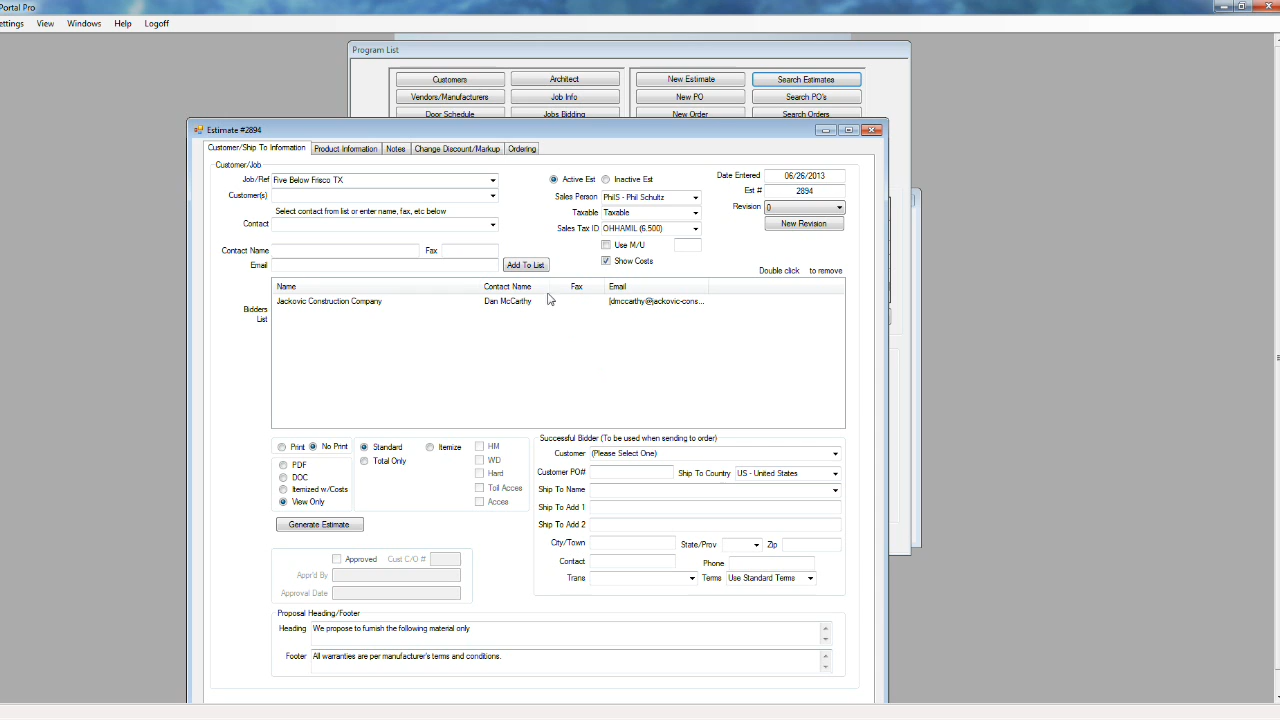 Portal Pro
ettings View Windows Help Logoff
Program List
Customers Architect New Estimate Search Estimates
Vendors/Manufacturers Job Info New PO Search PO's
Door Schedule Jobs Bidding New Order Search Orders
Estimate #2894
Customer/Ship To Information Product Information Notes Change Discount/Markup Ordering
Customer/Job
Job/Ref Five Below Frisco TX Active Est Inactive Est Date Entered 06/26/2013
Customer(s) Sales Person PhilS - Phil Schultz Est # 2894
Select contact from list or enter name, fax, etc below Taxable Taxable Revision 0
Contact Sales Tax ID OHHAMIL (6.500) New Revision
Contact Name Fax Use M/U
Email Add To List Show Costs Double click to remove
Name Contact Name Fax Email
Jackovic Construction Company Dan McCarthy [dmccarthy@jackovic-cons...
Bidders
List
Print No Print Standard Itemize HM
Total Only WD
PDF Hard
DOC Toil Acces
Itemized w/Costs Acces
View Only
Generate Estimate
Successful Bidder (To be used when sending to order)
Customer (Please Select One)
Customer PO# Ship To Country US - United States
Ship To Name
Ship To Add 1
Ship To Add 2
City/Town State/Prov Zip
Contact Phone
Trans Terms Use Standard Terms
Approved Cust C/O #
Appr'd By
Approval Date
Proposal Heading/Footer
Heading We propose to furnish the following material only
Footer All warranties are per manufacturer's terms and conditions.